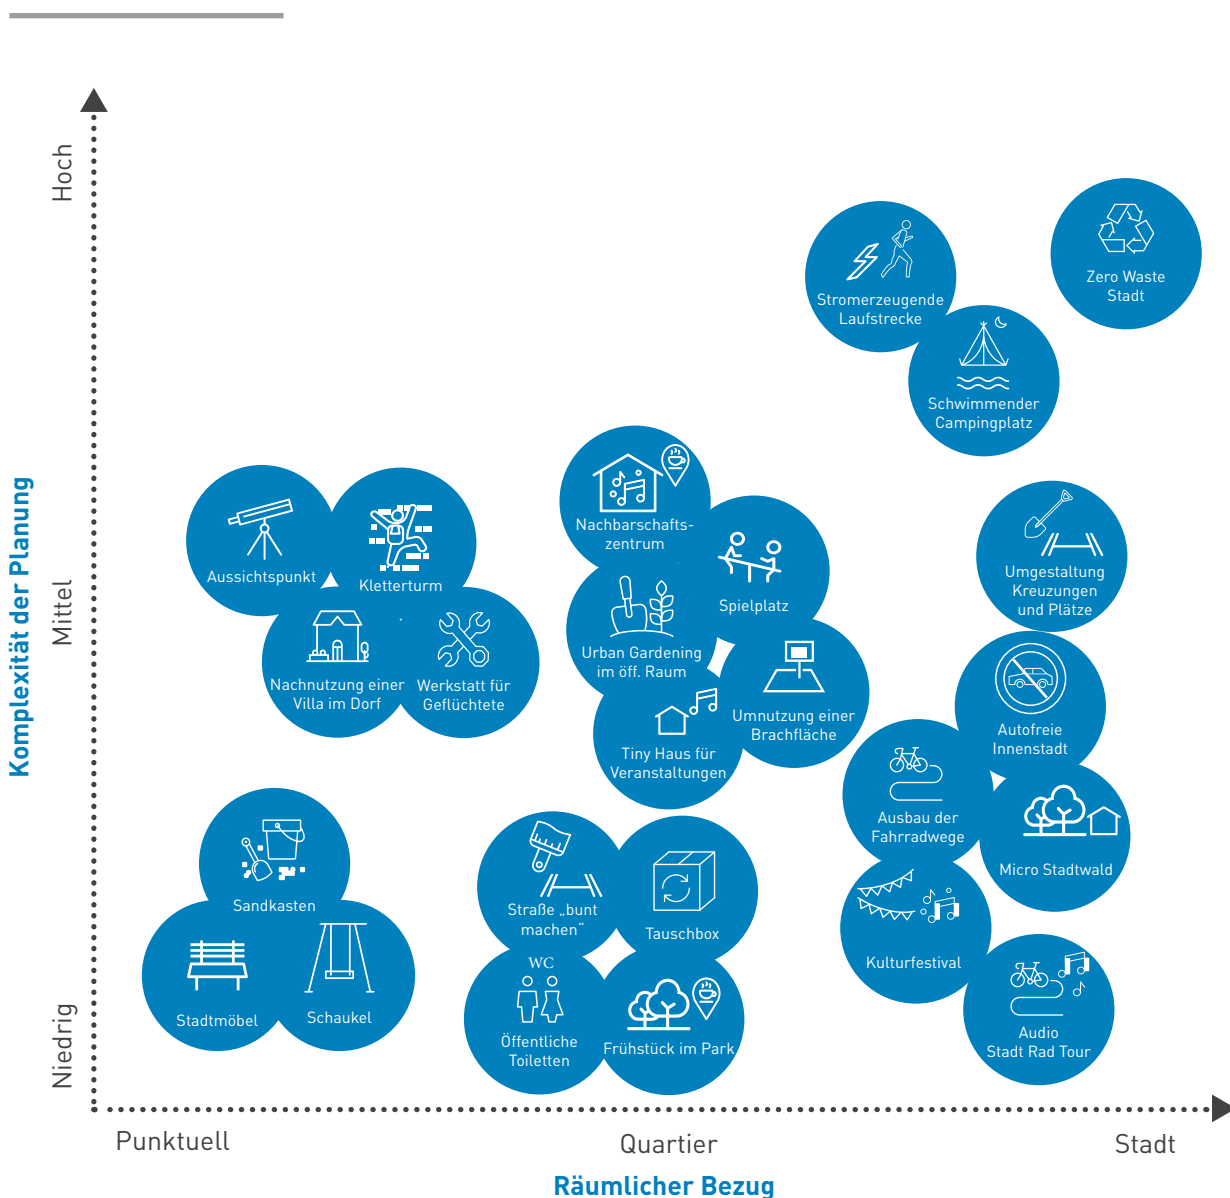 Komplexität der Planung
Hoch
Mittel
Niedrig
Stromerzeugende
Laufstrecke
Zero Waste
Stadt
Schwimmender
Campingplatz
Aussichtspunkt
Kletterturm
Nachnutzung einer
Villa im Dorf
Werkstatt für
Geflüchtete
Nachbarschafts-
zentrum
Spielplatz
Urban Gardening
im öff. Raum
Umnutzung einer
Brachfläche
Tiny Haus für
Veranstaltungen
Umgestaltung
Kreuzungen
und Plätze
Autofreie
Innenstadt
Ausbau der
Fahrradwege
Micro Stadtwald
Kulturfestival
Audio
Stadt Rad Tour
Sandkasten
Stadtmöbel
Schaukel
Straße „bunt
machen“
Tauschbox
WC
Öffentliche
Toiletten
Frühstück im Park
Punktuell
Quartier
Stadt
Räumlicher Bezug